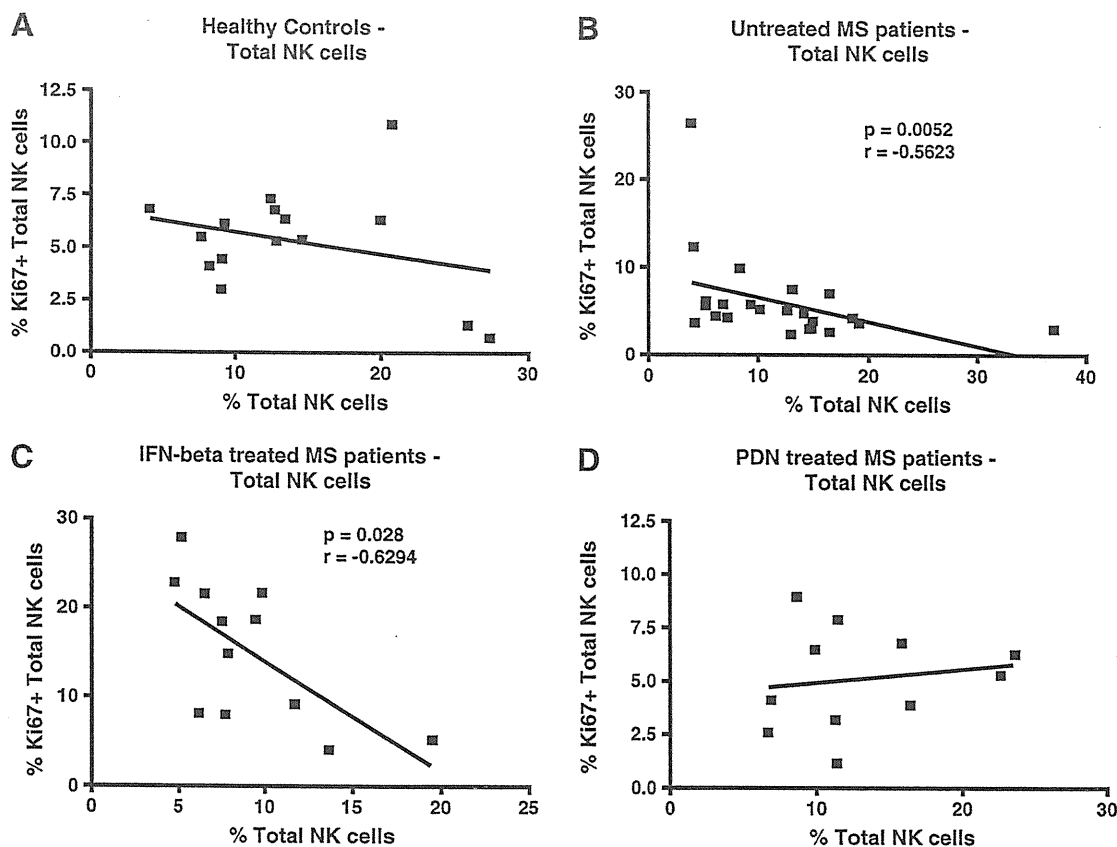 A
Healthy Controls -
Total NK cells
12.5
10.0
7.5
5.0
2.5
0.0
% Ki67+ Total NK cells
0
10
20
30
% Total NK cells
B
Untreated MS patients -
Total NK cells
p = 0.0052
r = -0.5623
30
20
10
0
% Ki67+ Total NK cells
0
10
20
30
40
% Total NK cells
C
IFN-beta treated MS patients -
Total NK cells
p = 0.028
r = -0.6294
30
20
10
0
% Ki67+ Total NK cells
0
5
10
15
20
25
% Total NK cells
D
PDN treated MS patients -
Total NK cells
12.5
10.0
7.5
5.0
2.5
0.0
% Ki67+ Total NK cells
0
10
20
30
% Total NK cells